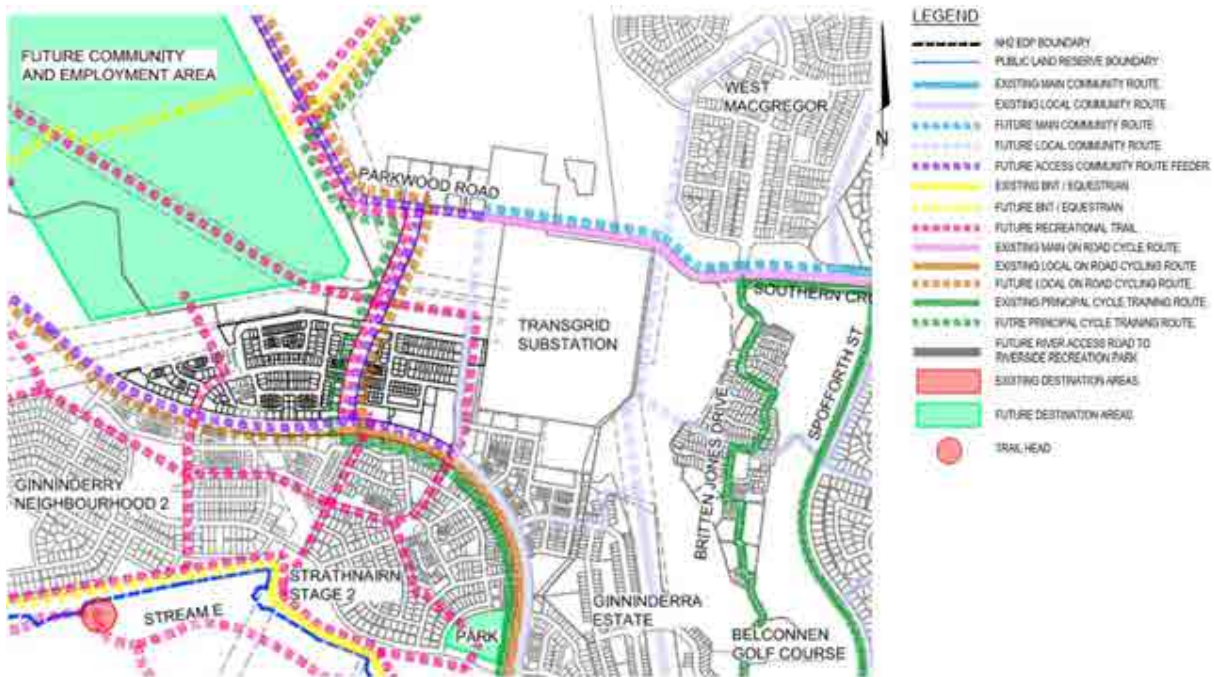 FUTURE COMMUNITY
AND EMPLOYMENT AREA
PARKWOOD ROAD
WEST
MACGREGOR
N
SOUTHERN CRU
TRANSGRID
SUBSTATION
BRITTEN JONES DRIVE
SPOFFORTH ST
GINNINDERRY
NEIGHBOURHOOD 2
STRATHNAIRN
STAGE 2
STREAM E
PARK
GINNINDERRA
ESTATE
BELCONNEN
GOLF COURSE
LEGEND
NH2 EDP BOUNDARY
PUBLIC LAND RESERVE BOUNDARY
EXISTING MAIN COMMUNITY ROUTE
EXISTING LOCAL COMMUNITY ROUTE
FUTURE MAIN COMMUNITY ROUTE
FUTURE LOCAL COMMUNITY ROUTE
FUTURE ACCESS COMMUNITY ROUTE FEEDER
EXISTING BNT / EQUESTRIAN
FUTURE BNT / EQUESTRIAN
FUTURE RECREATIONAL TRAIL
EXISTING MAIN ON ROAD CYCLE ROUTE
EXISTING LOCAL ON ROAD CYCLING ROUTE
FUTURE LOCAL ON ROAD CYCLING ROUTE
EXISTING PRINCIPAL CYCLE TRAINING ROUTE
FUTRE PRINCIPAL CYCLE TRAINING ROUTE
FUTURE RIVER ACCESS ROAD TO
RIVERSIDE RECREATION PARK
EXISTING DESTINATION AREAS
FUTURE DESTINATION AREAS
TRAIL HEAD